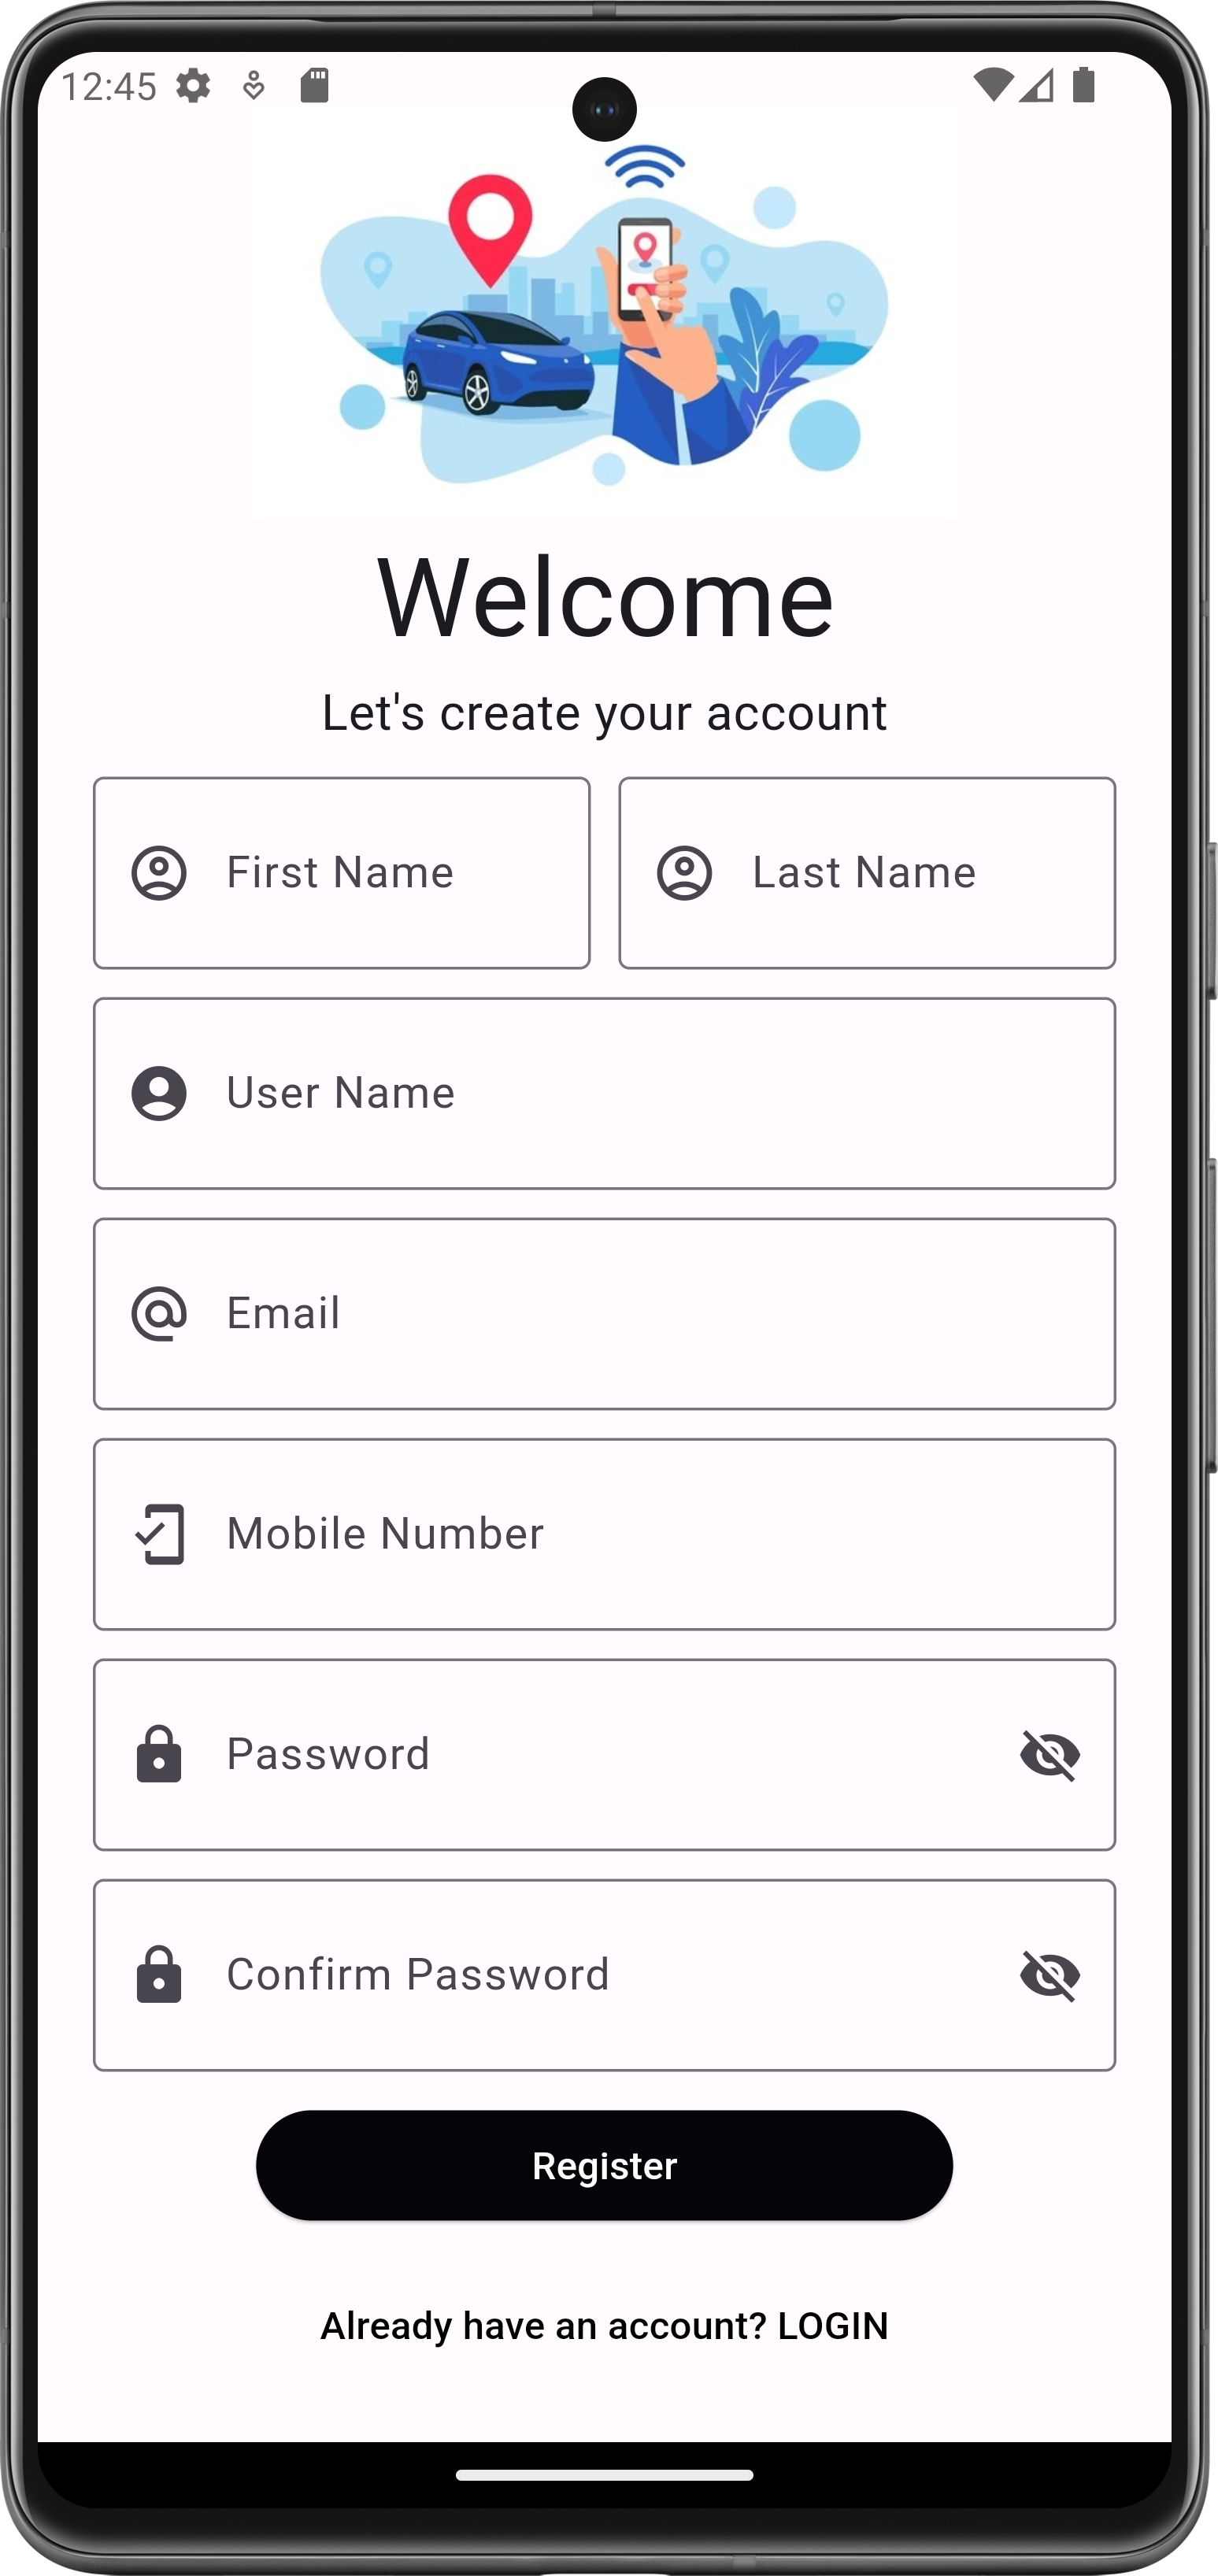 12:45
Welcome
Let's create your account
First Name Last Name
User Name
Email
Mobile Number
Password
Confirm Password
Register
Already have an account? LOGIN